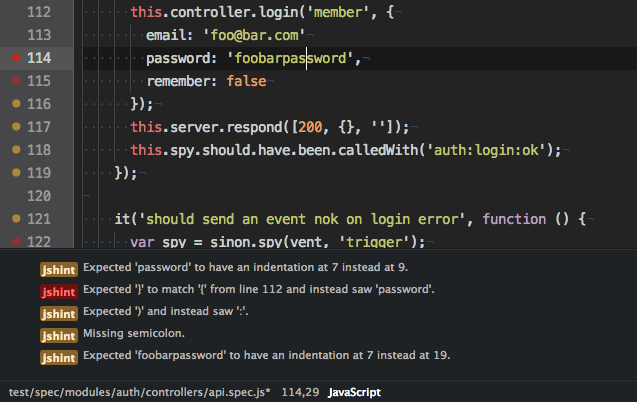 112 this.controller.login('member', {
113 email: 'foo@bar.com'
114 password: 'foobarpassword',
115 remember: false
116 });
117 this.server.respond([200, {}, '']);
118 this.spy.should.have.been.calledWith('auth:login:ok');
119 });
120
121 it('should send an event nok on login error', function () {
122 var spy = sinon.spy(vent, 'trigger');
jshint Expected 'password' to have an indentation at 7 instead at 9.
jshint Expected '}' to match '{' from line 112 and instead saw 'password'.
jshint Expected ')' and instead saw ':'.
jshint Missing semicolon.
jshint Expected 'foobarpassword' to have an indentation at 7 instead at 19.
test/spec/modules/auth/controllers/api.spec.js* 114,29 JavaScript